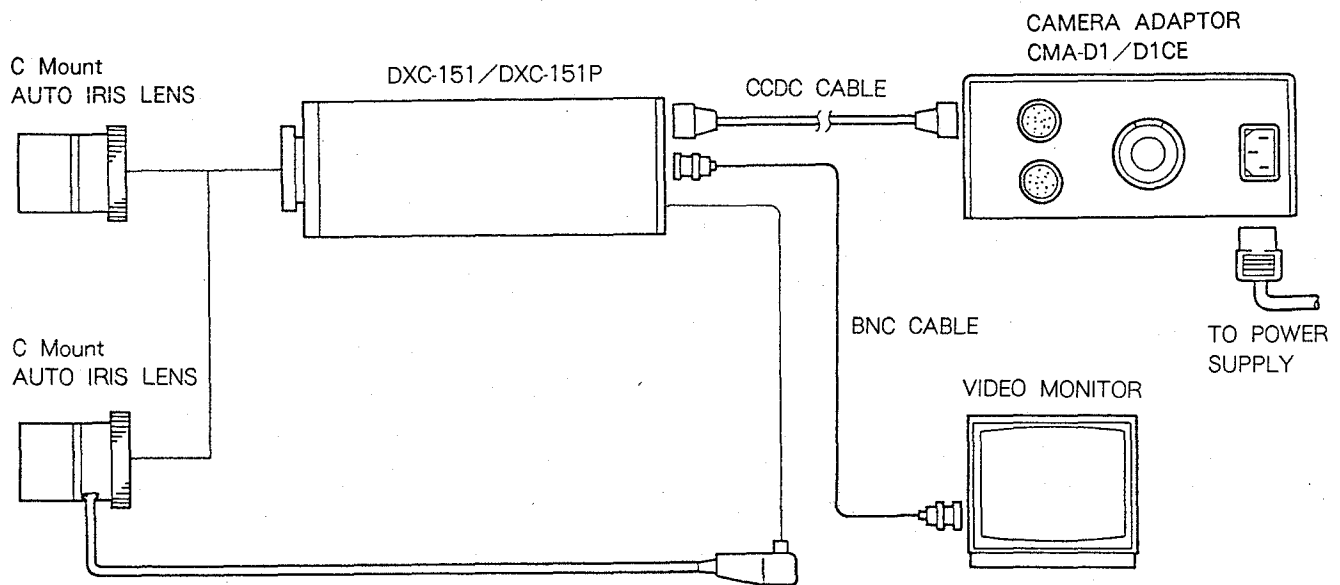 C Mount
AUTO IRIS LENS
DXC-151/DXC-151P
CCDC CABLE
CAMERA ADAPTOR
CMA-D1/D1CE
C Mount
AUTO IRIS LENS
BNC CABLE
TO POWER
SUPPLY
VIDEO MONITOR